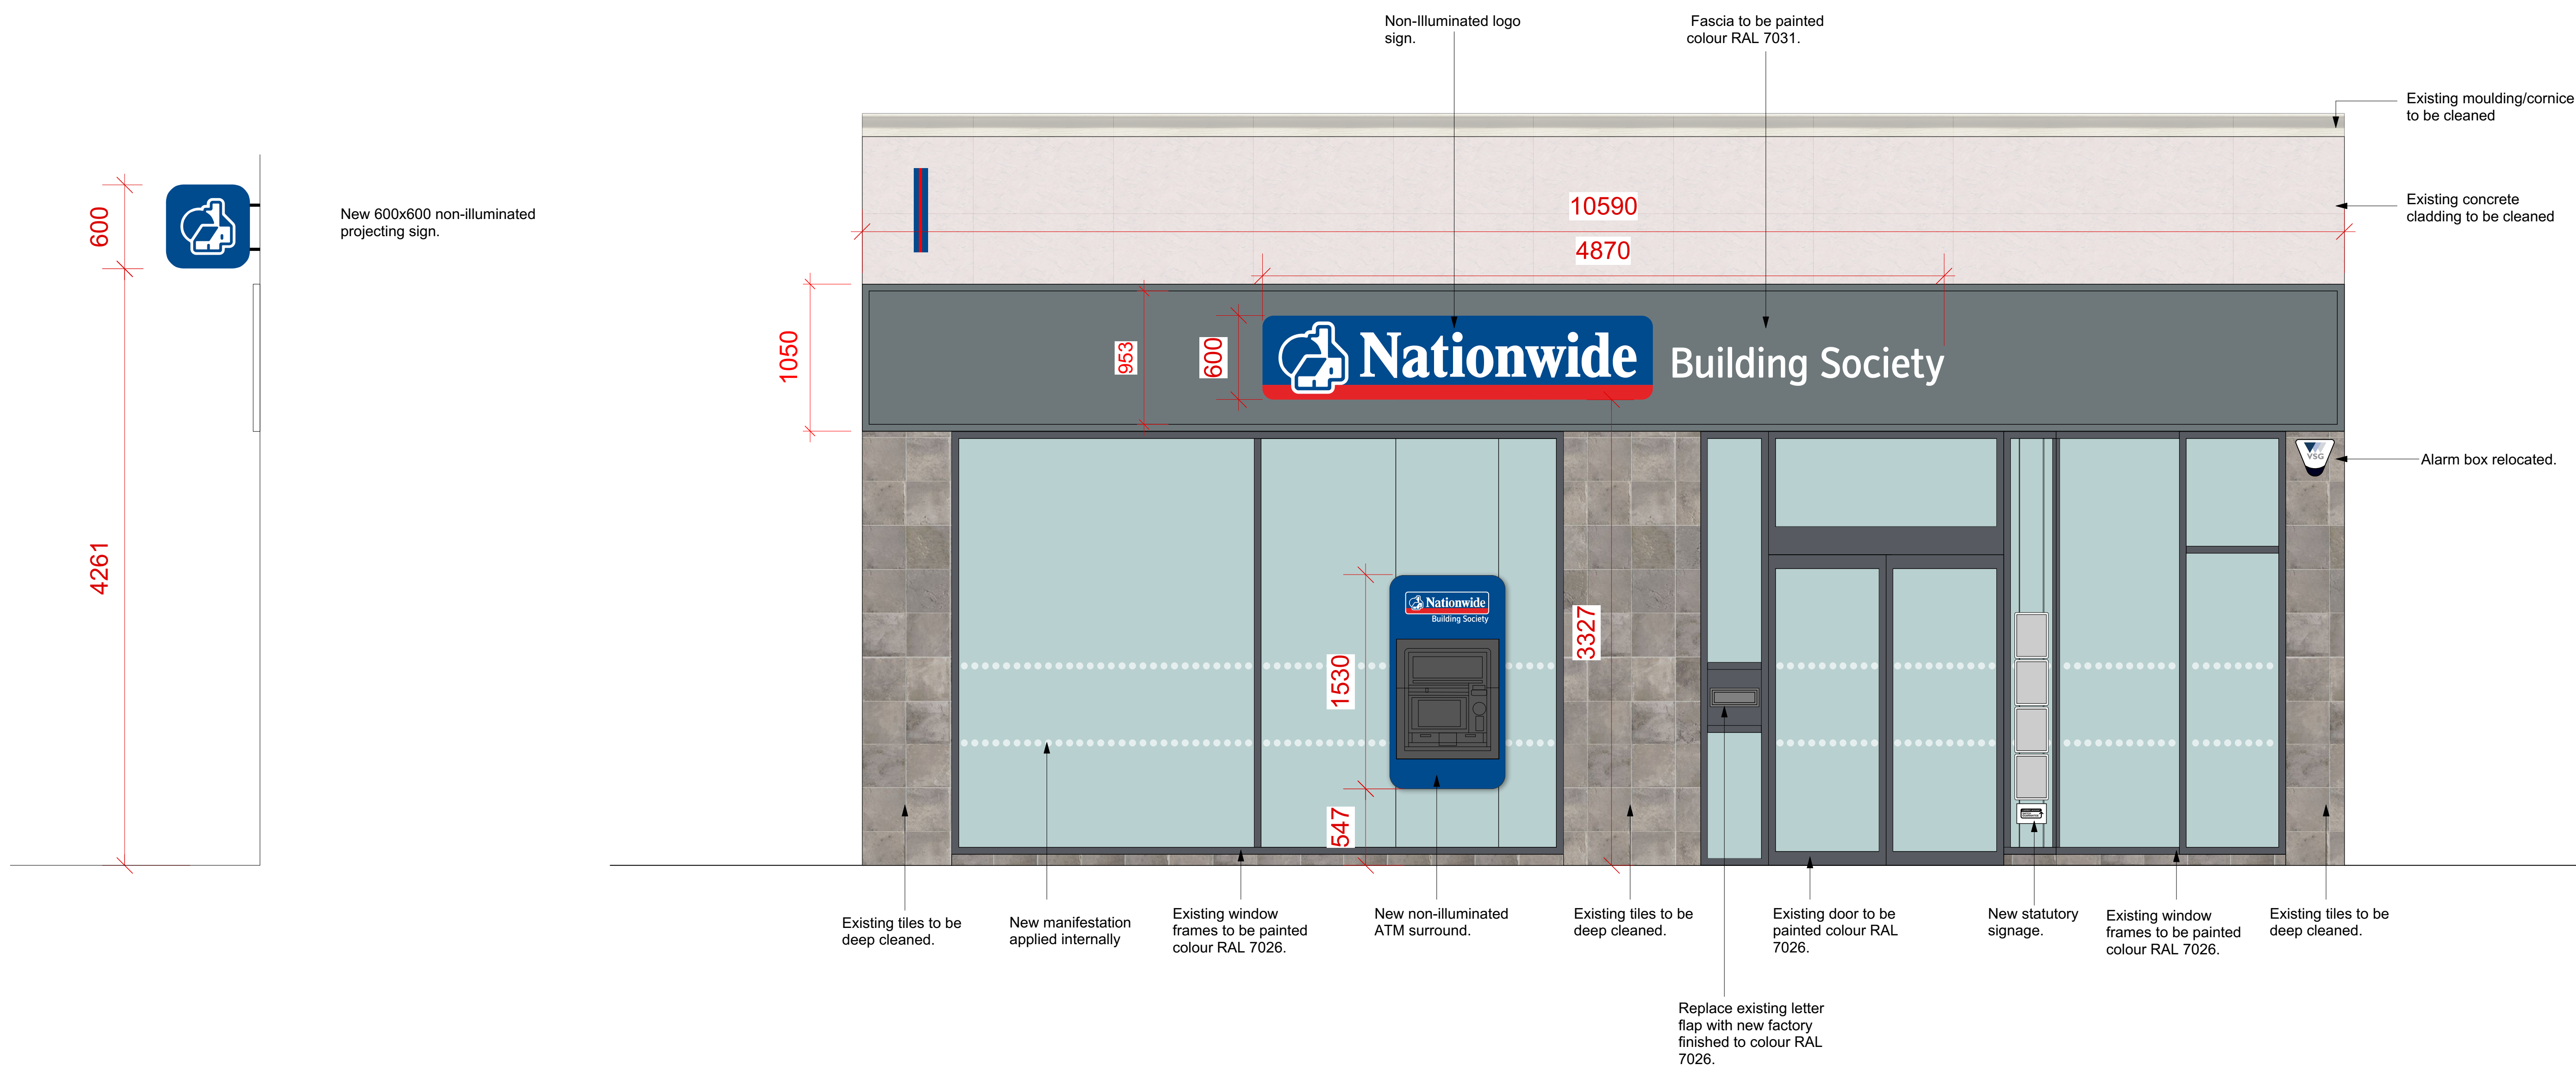 Non-Illuminated logo
sign.
Fascia to be painted
colour RAL 7031.
Existing moulding/cornice
to be cleaned
600
New 600x600 non-illuminated
projecting sign.
10590
Existing concrete
cladding to be cleaned
4870
1050
953
600
Nationwide
Building Society
VSG
Alarm box relocated.
4261
Nationwide
Building Society
1530
3327
547
Existing tiles to be
deep cleaned.
New manifestation
applied internally
Existing window
frames to be painted
colour RAL 7026.
New non-illuminated
ATM surround.
Existing tiles to be
deep cleaned.
Existing door to be
painted colour RAL
7026.
New statutory
signage.
Existing window
frames to be painted
colour RAL 7026.
Existing tiles to be
deep cleaned.
Replace existing letter
flap with new factory
finished to colour RAL
7026.